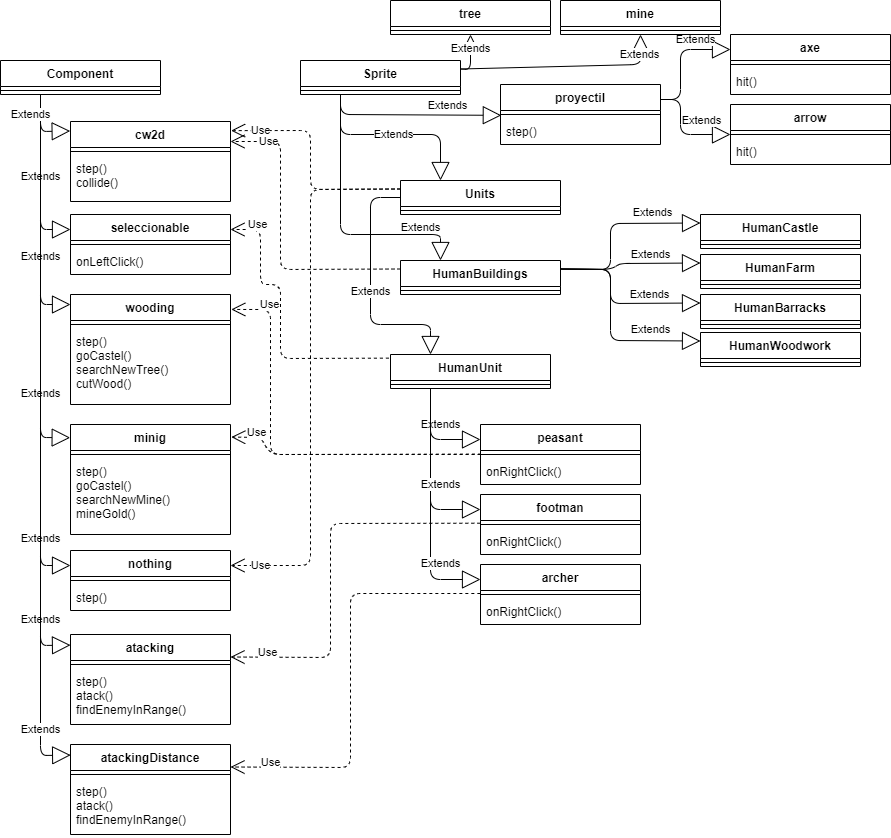 tree
mine
Extends
Extends
Extends
Component
Sprite
axe
hit()
Extends
proyectil
step()
Extends
arrow
hit()
Extends
cw2d
step()
collide()
Use
Use
Extends
Extends
Units
seleccionable
onLeftClick()
Use
Extends
Extends
HumanBuildings
Extends
HumanCastle
Extends
HumanFarm
Extends
HumanBarracks
Extends
HumanWoodwork
Extends
wooding
step()
goCastel()
searchNewTree()
cutWood()
Use
HumanUnit
Extends
minig
step()
goCastel()
searchNewMine()
mineGold()
Use
Extends
peasant
onRightClick()
Extends
footman
onRightClick()
Extends
nothing
step()
Use
Extends
archer
onRightClick()
Extends
atacking
step()
atack()
findEnemyInRange()
Use
Extends
atackingDistance
step()
atack()
findEnemyInRange()
Use